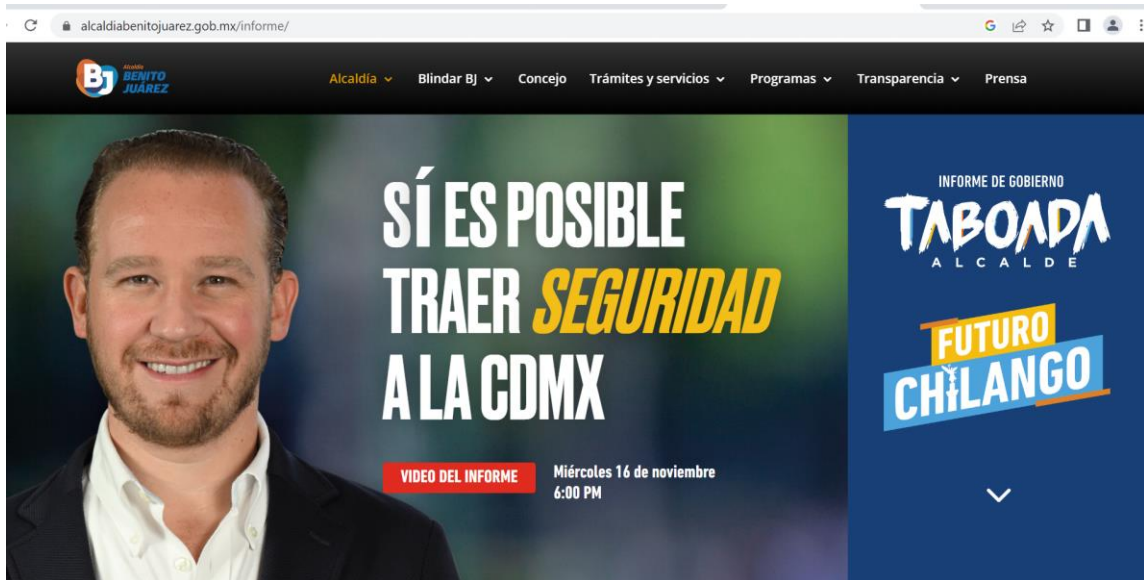 alcaldiabenitojuarez.gob.mx/informe/
Alcaldía
BENITO
JUÁREZ
BJ
Alcaldía
Blindar BJ
Concejo
Trámites y servicios
Programas
Transparencia
Prensa
SÍ ES POSIBLE
TRAER SEGURIDAD
A LA CDMX
VIDEO DEL INFORME
Miércoles 16 de noviembre
6:00 PM
INFORME DE GOBIERNO
TABOADA
ALCALDE
FUTURO
CHILANGO